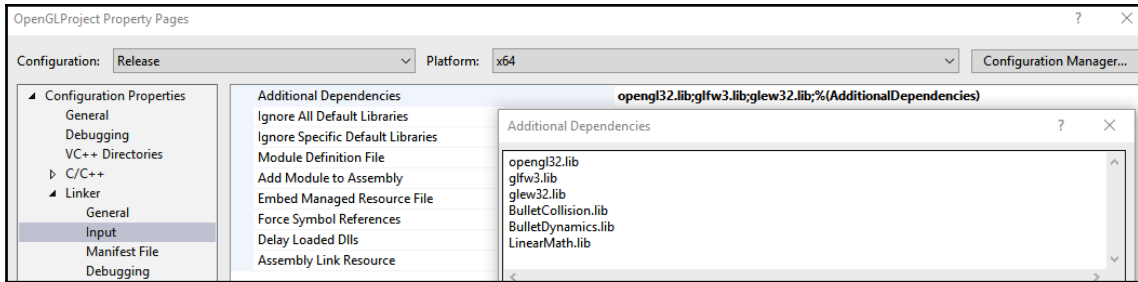 OpenGLProject Property Pages ? ×
Configuration: Release Platform: x64 Configuration Manager...
Configuration Properties
General
Debugging
VC++ Directories
C/C++
Linker
General
Input
Manifest File
Debugging
Additional Dependencies opengl32.lib;glfw3.lib;glew32.lib;%(AdditionalDependencies)
Ignore All Default Libraries
Ignore Specific Default Libraries
Module Definition File
Add Module to Assembly
Embed Managed Resource File
Force Symbol References
Delay Loaded Dlls
Assembly Link Resource
Additional Dependencies ? ×
opengl32.lib
glfw3.lib
glew32.lib
BulletCollision.lib
BulletDynamics.lib
LinearMath.lib